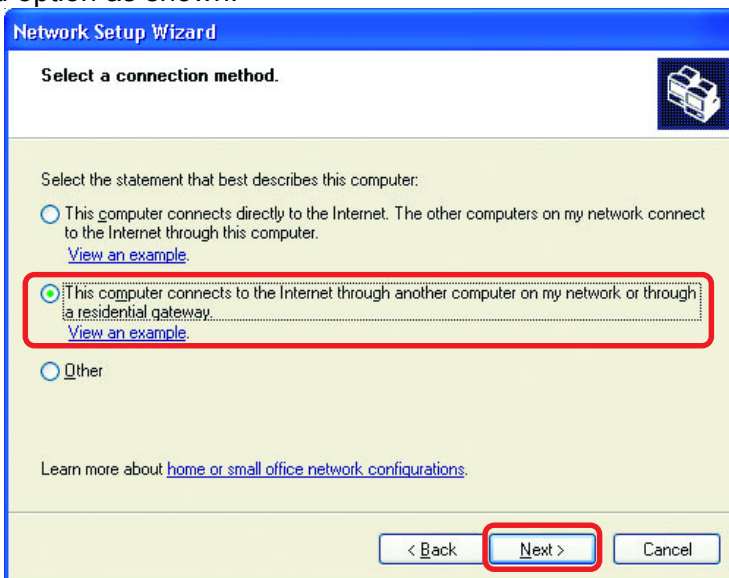 option as shown.
Network Setup Wizard
Select a connection method.
Select the statement that best describes this computer:
This computer connects directly to the Internet. The other computers on my network connect
to the Internet through this computer.
View an example.
This computer connects to the Internet through another computer on my network or through
a residential gateway.
View an example.
Other
Learn more about home or small office network configurations.
< Back Next > Cancel